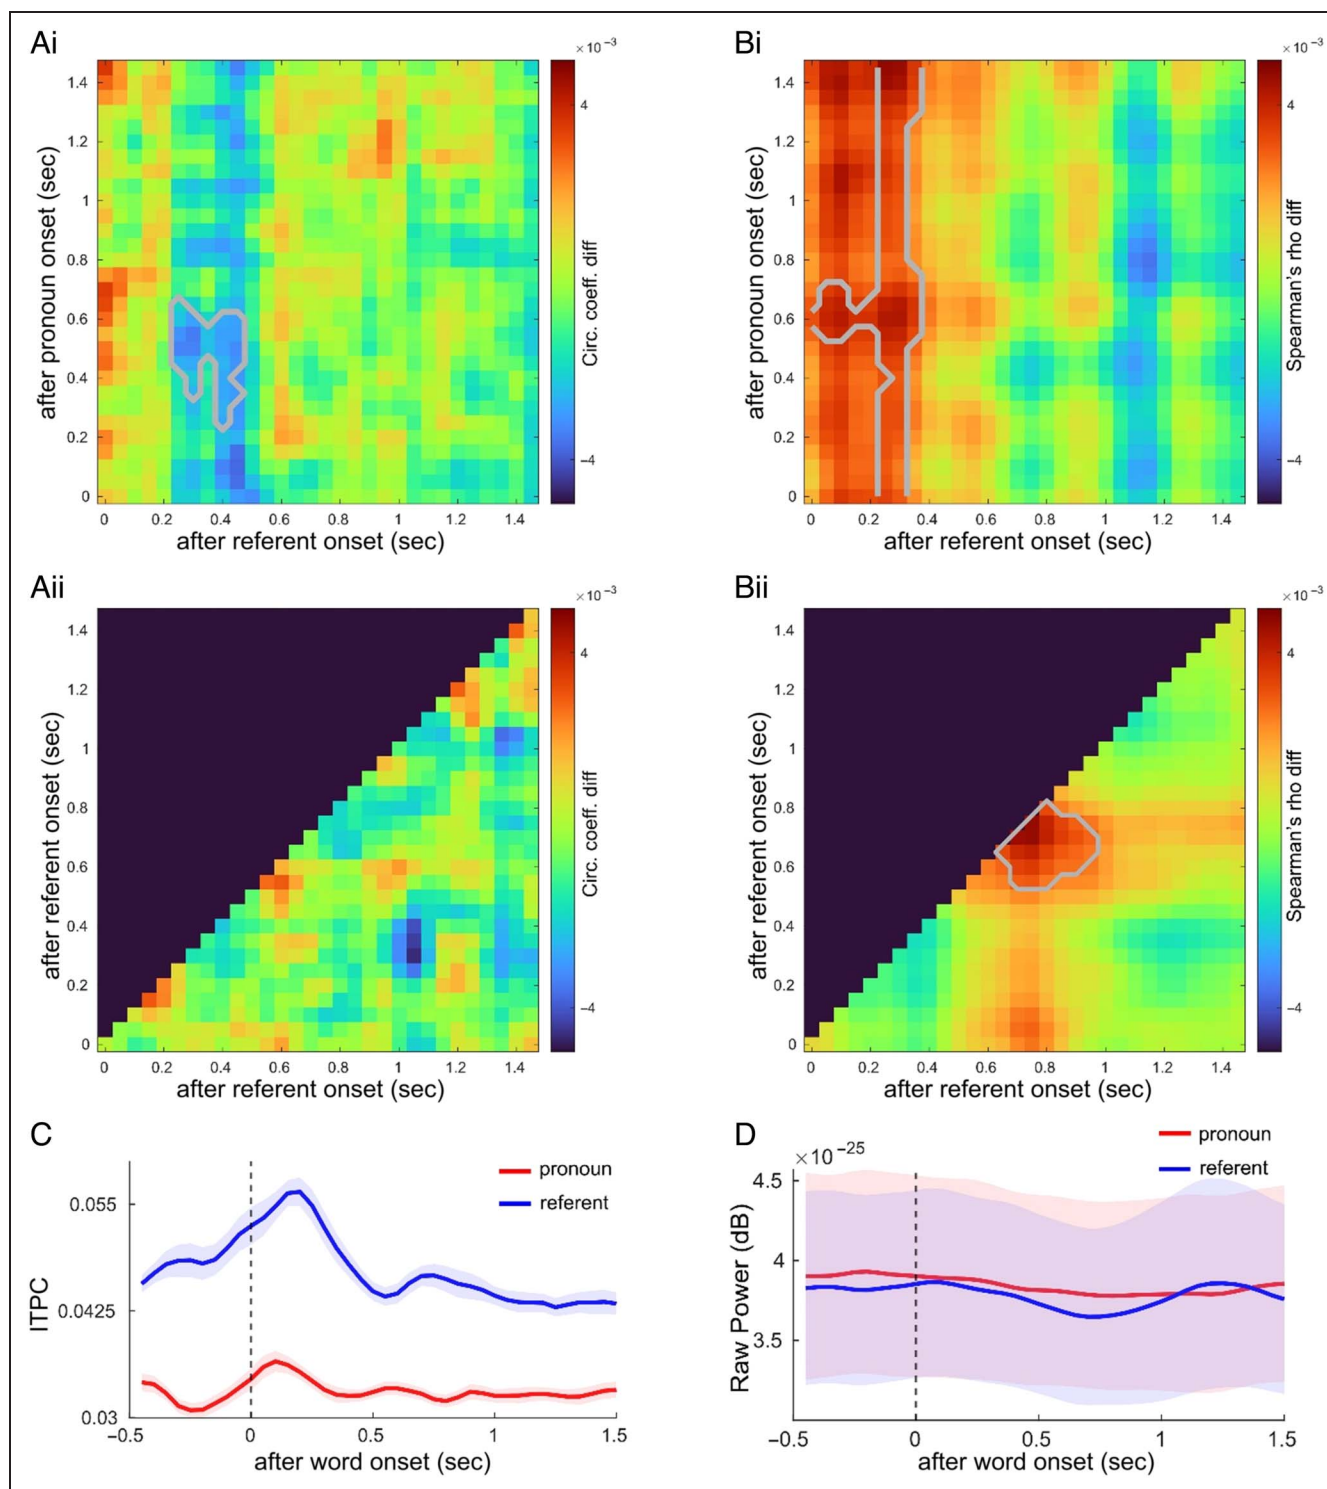 Ai
×10⁻³
1.4
1.2
1
0.8
0.6
0.4
0.2
0
after pronoun onset (sec)
0 0.2 0.4 0.6 0.8 1 1.2 1.4
after referent onset (sec)
4
−4
Circ. coeff. diff
Bi
×10⁻³
1.4
1.2
1
0.8
0.6
0.4
0.2
0
after pronoun onset (sec)
0 0.2 0.4 0.6 0.8 1 1.2 1.4
after referent onset (sec)
4
−4
Spearman's rho diff
Aii
×10⁻³
1.4
1.2
1
0.8
0.6
0.4
0.2
0
after referent onset (sec)
0 0.2 0.4 0.6 0.8 1 1.2 1.4
after referent onset (sec)
4
−4
Circ. coeff. diff
Bii
×10⁻³
1.4
1.2
1
0.8
0.6
0.4
0.2
0
after referent onset (sec)
0 0.2 0.4 0.6 0.8 1 1.2 1.4
after referent onset (sec)
4
−4
Spearman's rho diff
C
pronoun
referent
0.055
0.0425
0.03
ITPC
−0.5 0 0.5 1 1.5
after word onset (sec)
D
×10⁻²⁵
pronoun
referent
4.5
4
3.5
Raw Power (dB)
−0.5 0 0.5 1 1.5
after word onset (sec)